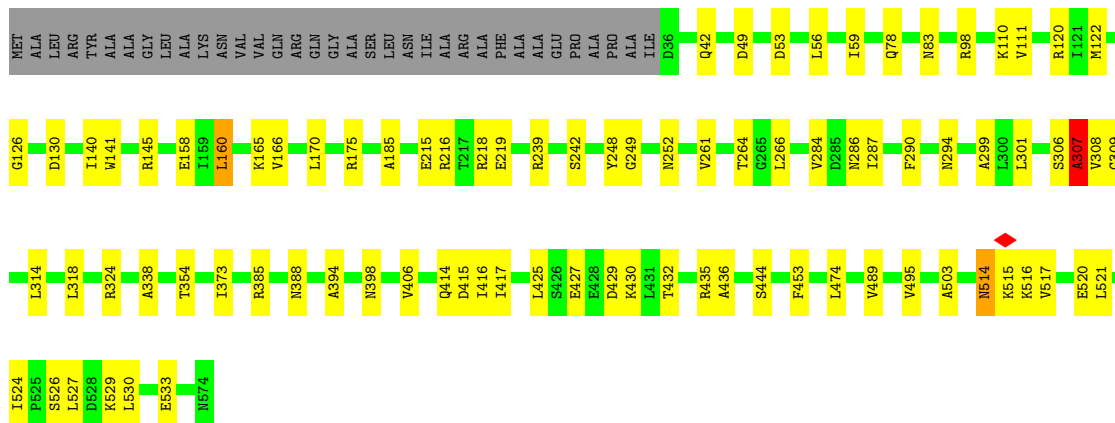 MET ALA LEU ARG TYR ALA ALA GLY LEU ALA LYS ASN VAL VAL GLN ARG GLN GLY ALA SER LEU ASN ILE ALA ARG ALA PHE ALA ALA GLU PRO ALA PRO ALA ILE D36 Q42 D49 D53 L56 I59 Q78 N83 R98 K110 V111 R120 I121 M122
G126 D130 I140 W141 R145 E158 I159 L160 K165 V166 L170 R175 A185 E215 R216 T217 R218 E219 R239 S242 Y248 G249 N252 V261 T264 G265 L266 V284 D285 N286 I287 F290 N294 A299 L300 L301 S306 A307 V308
L314 L318 R324 A338 T354 I373 R385 N388 A394 N398 V406 Q414 D415 I416 I417 L425 S426 E427 E428 D429 K430 L431 T432 R435 A436 S444 F453 L474 V489 V495 A503 N514 K515 K516 V517 E520 L521
I524 P525 S526 L527 D528 K529 L530 E533 N574